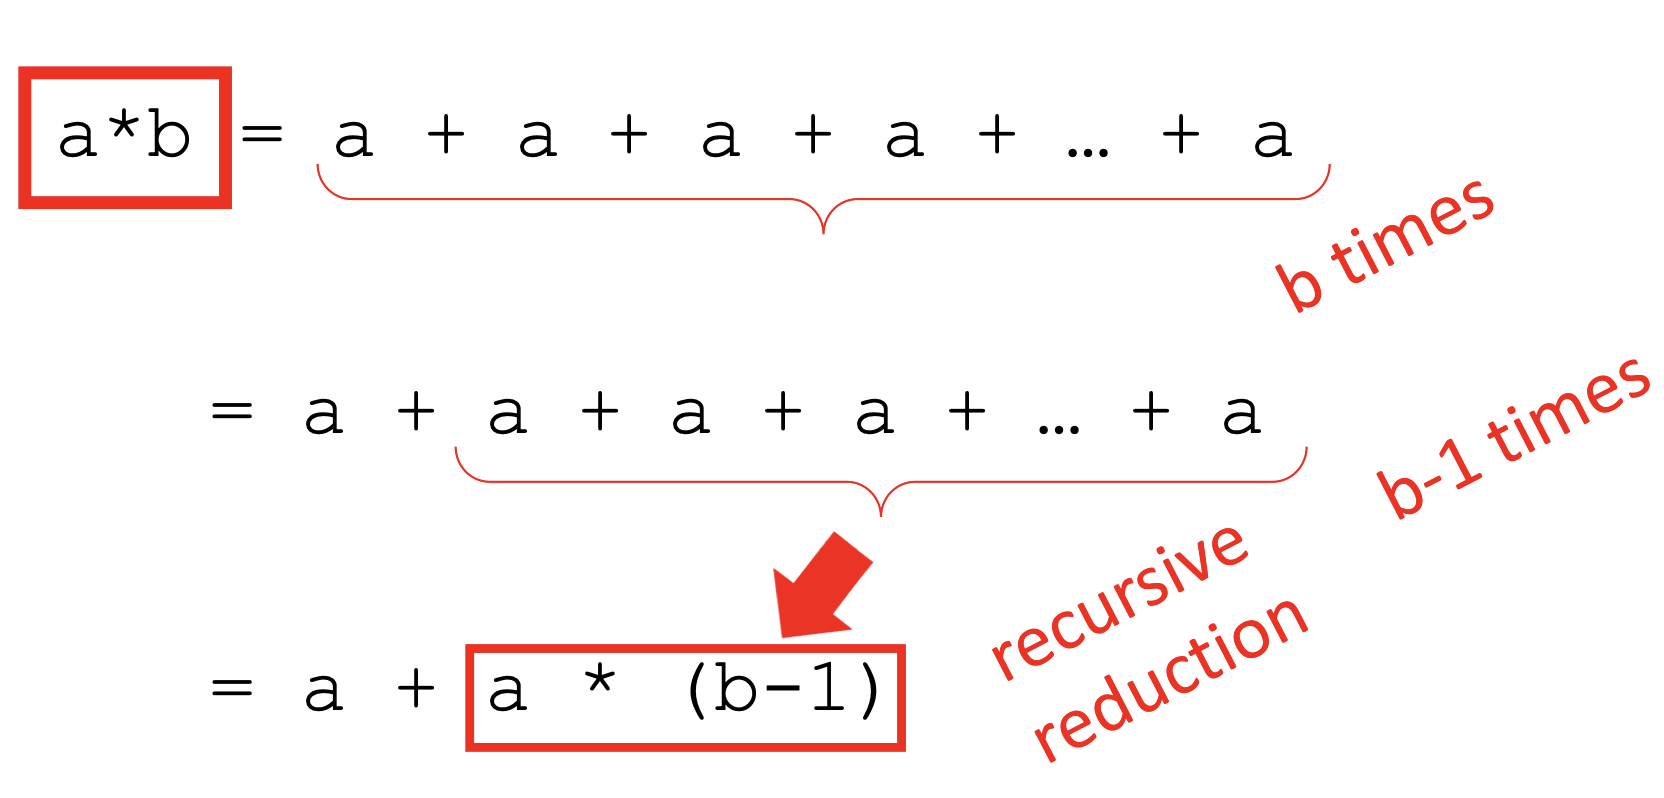 a*b = a + a + a + a + … + a
b times
= a + a + a + a + … + a
b-1 times
= a + a * (b-1)
recursive
reduction